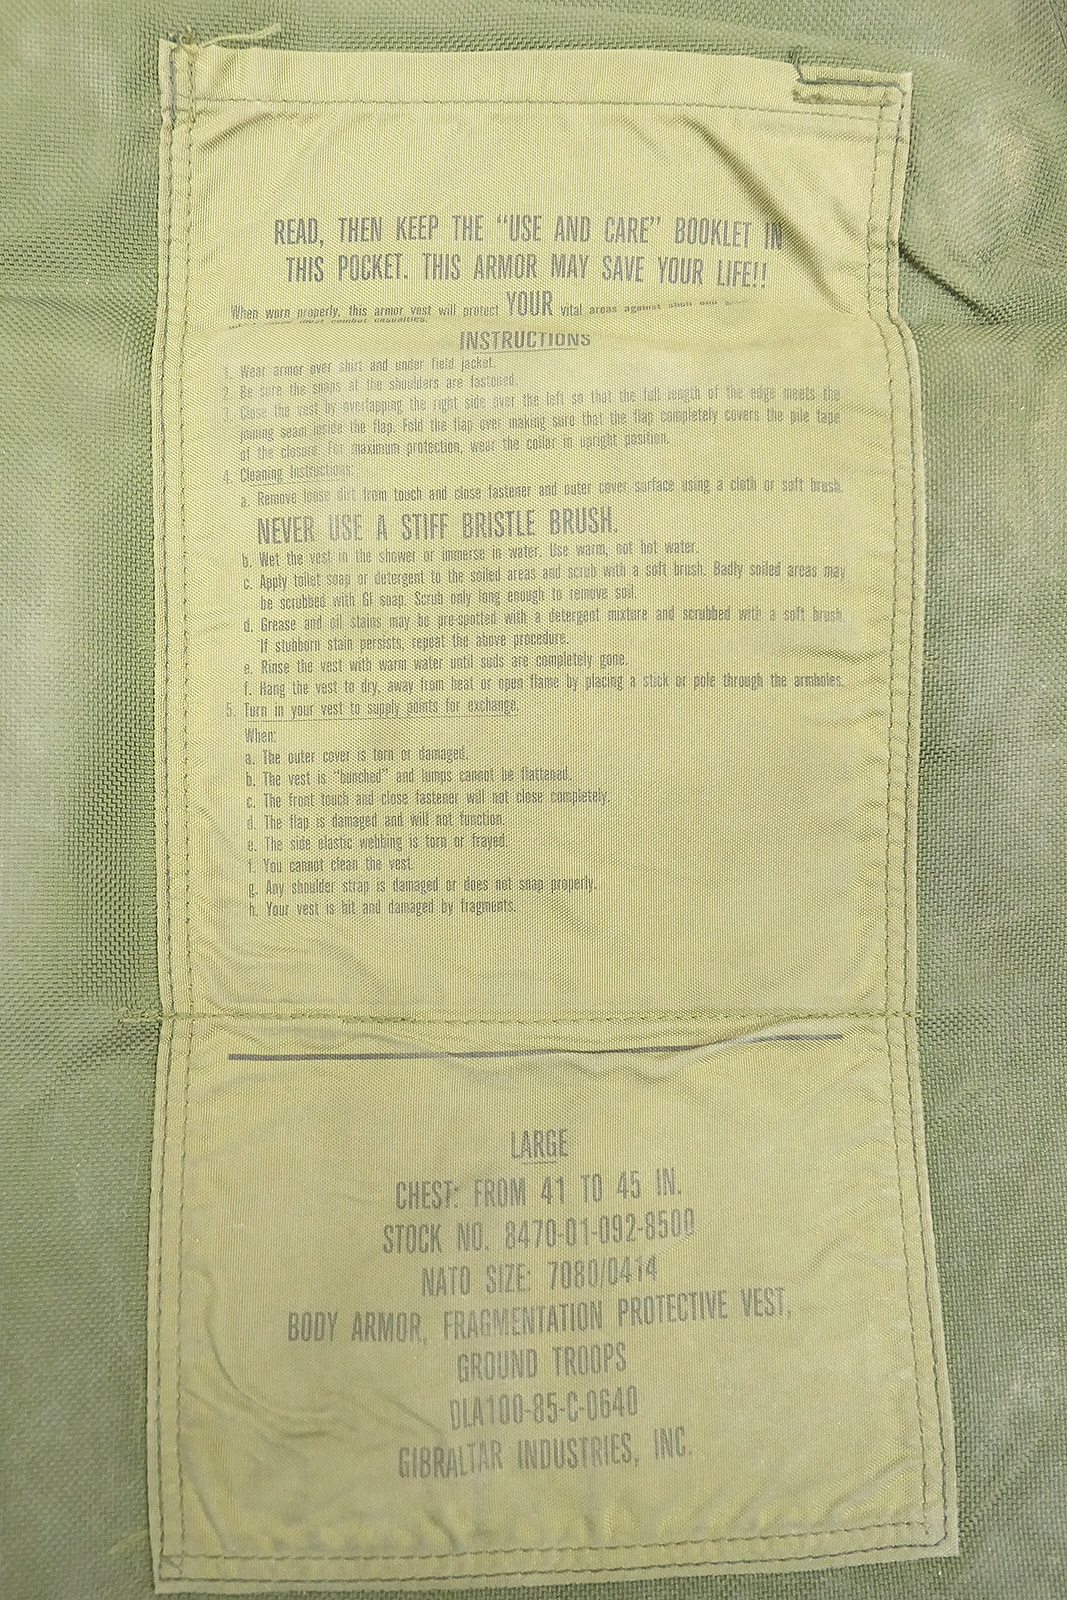 READ, THEN KEEP THE “USE AND CARE” BOOKLET IN
THIS POCKET. THIS ARMOR MAY SAVE YOUR LIFE!!
When worn properly, this armor vest will protect YOUR vital areas against
most combat casualties.
INSTRUCTIONS
1. Wear armor over shirt and under field jacket.
2. Be sure the snaps at the shoulders are fastened.
3. Close the vest by overlapping the right side over the left so that the full length of the edge meets the
joining seam inside the flap. Fold the flap over making sure that the flap completely covers the pile tape
of the closure. For maximum protection, wear the collar in upright position.
4. Cleaning Instructions:
a. Remove loose dirt from touch and close fastener and outer cover surface using a cloth or soft brush.
NEVER USE A STIFF BRISTLE BRUSH.
b. Wet the vest in the shower or immerse in water. Use warm, not hot water.
c. Apply toilet soap or detergent to the soiled areas and scrub with a soft brush. Badly soiled areas may
be scrubbed with GI soap. Scrub only long enough to remove soil.
d. Grease and oil stains may be pre-spotted with a detergent mixture and scrubbed with a soft brush.
If stubborn stain persists, repeat the above procedure.
e. Rinse the vest with warm water until suds are completely gone.
f. Hang the vest to dry, away from heat or open flame by placing a stick or pole through the armholes.
5. Turn in your vest to supply points for exchange.
When:
a. The outer cover is torn or damaged.
b. The vest is “bunched” and lumps cannot be flattened.
c. The front touch and close fastener will not close completely.
d. The flap is damaged and will not function.
e. The side elastic webbing is torn or frayed.
f. You cannot clean the vest.
g. Any shoulder strap is damaged or does not snap properly.
h. Your vest is hit and damaged by fragments.
LARGE
CHEST: FROM 41 TO 45 IN.
STOCK NO. 8470-01-092-8500
NATO SIZE: 7080/0414
BODY ARMOR, FRAGMENTATION PROTECTIVE VEST,
GROUND TROOPS
DLA100-85-C-0640
GIBRALTAR INDUSTRIES, INC.